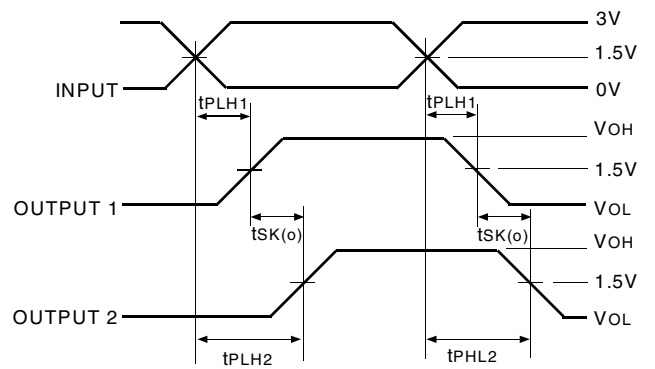 3V
1.5V
INPUT
0V
tPLH1
tPLH1
VOH
1.5V
OUTPUT 1
VOL
tSK(o)
tSK(o)
VOH
1.5V
OUTPUT 2
VOL
tPLH2
tPHL2